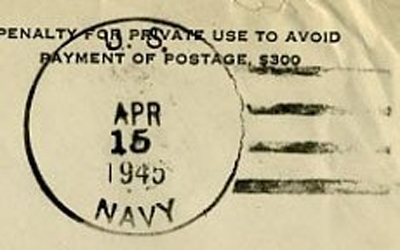 PENALTY FOR PRIVATE USE TO AVOID
PAYMENT OF POSTAGE, $300
U. S.
APR
15
1945
NAVY